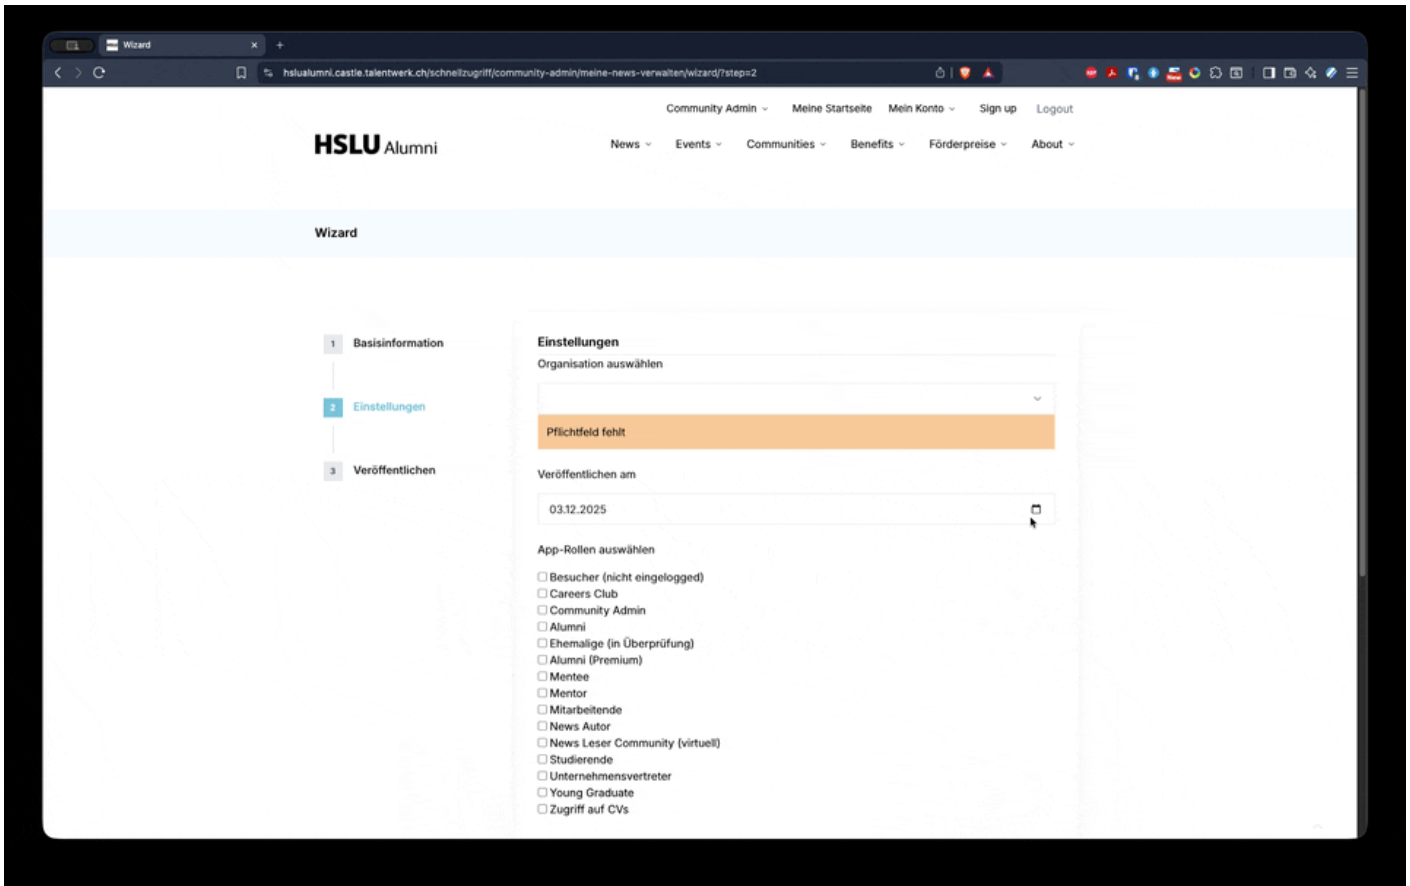 Wizard
hslualumni.castle.talentwerk.ch/schnellzugriff/community-admin/meine-news-verwalten/wizard/?step=2
Community Admin Meine Startseite Mein Konto Sign up Logout
HSLU Alumni
News Events Communities Benefits Förderpreise About
Wizard
1 Basisinformation
2 Einstellungen
3 Veröffentlichen
Einstellungen
Organisation auswählen
Pflichtfeld fehlt
Veröffentlichen am
03.12.2025
App-Rollen auswählen
Besucher (nicht eingelogged)
Careers Club
Community Admin
Alumni
Ehemalige (in Überprüfung)
Alumni (Premium)
Mentee
Mentor
Mitarbeitende
News Autor
News Leser Community (virtuell)
Studierende
Unternehmensvertreter
Young Graduate
Zugriff auf CVs